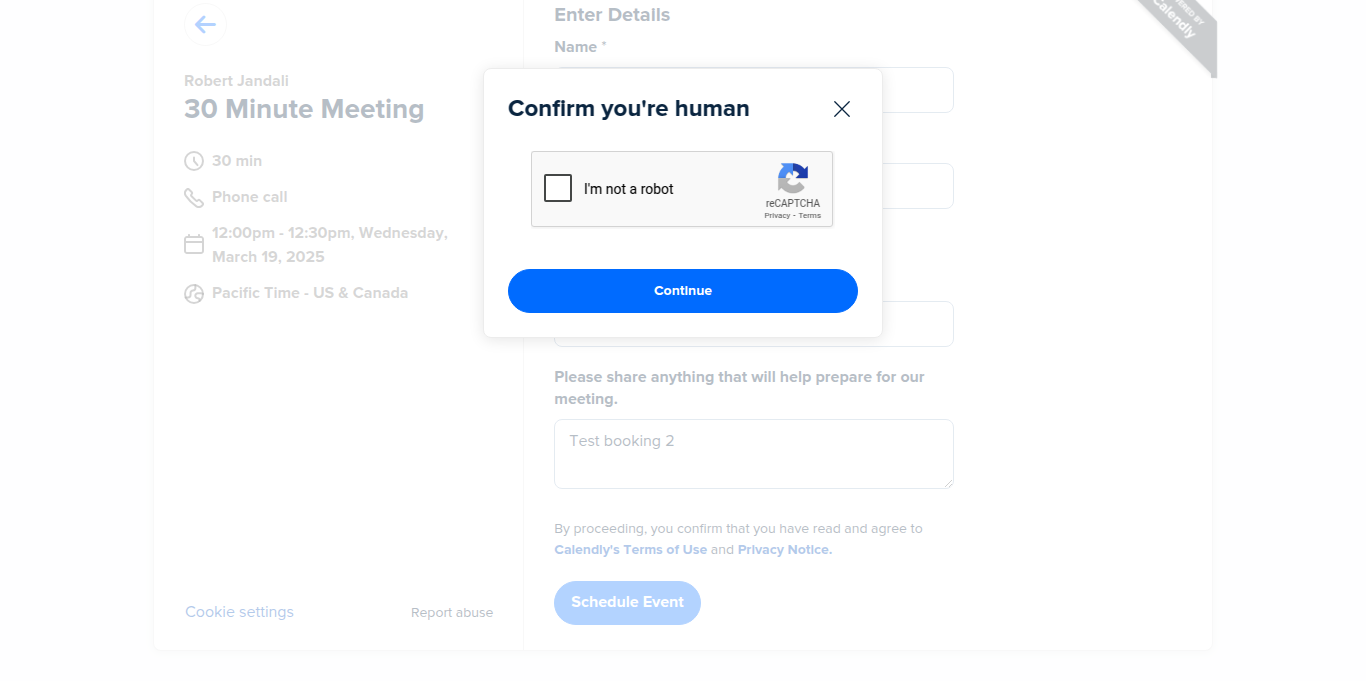 Enter Details
Name *
POWERED BY
Calendly
Robert Jandali
30 Minute Meeting
30 min
Phone call
12:00pm - 12:30pm, Wednesday,
March 19, 2025
Pacific Time - US & Canada
Confirm you're human
I'm not a robot
reCAPTCHA
Privacy - Terms
Continue
Please share anything that will help prepare for our
meeting.
Test booking 2
By proceeding, you confirm that you have read and agree to
Calendly's Terms of Use and Privacy Notice.
Schedule Event
Cookie settings
Report abuse